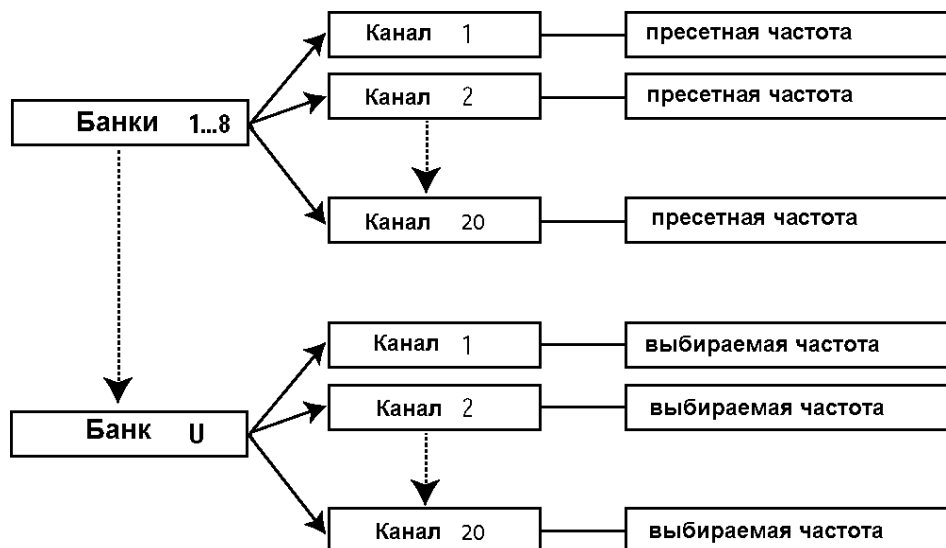 Канал 1 пресетная частота
Канал 2 пресетная частота
Банки 1...8
Канал 20 пресетная частота
Канал 1 выбираемая частота
Канал 2 выбираемая частота
Банк U
Канал 20 выбираемая частота